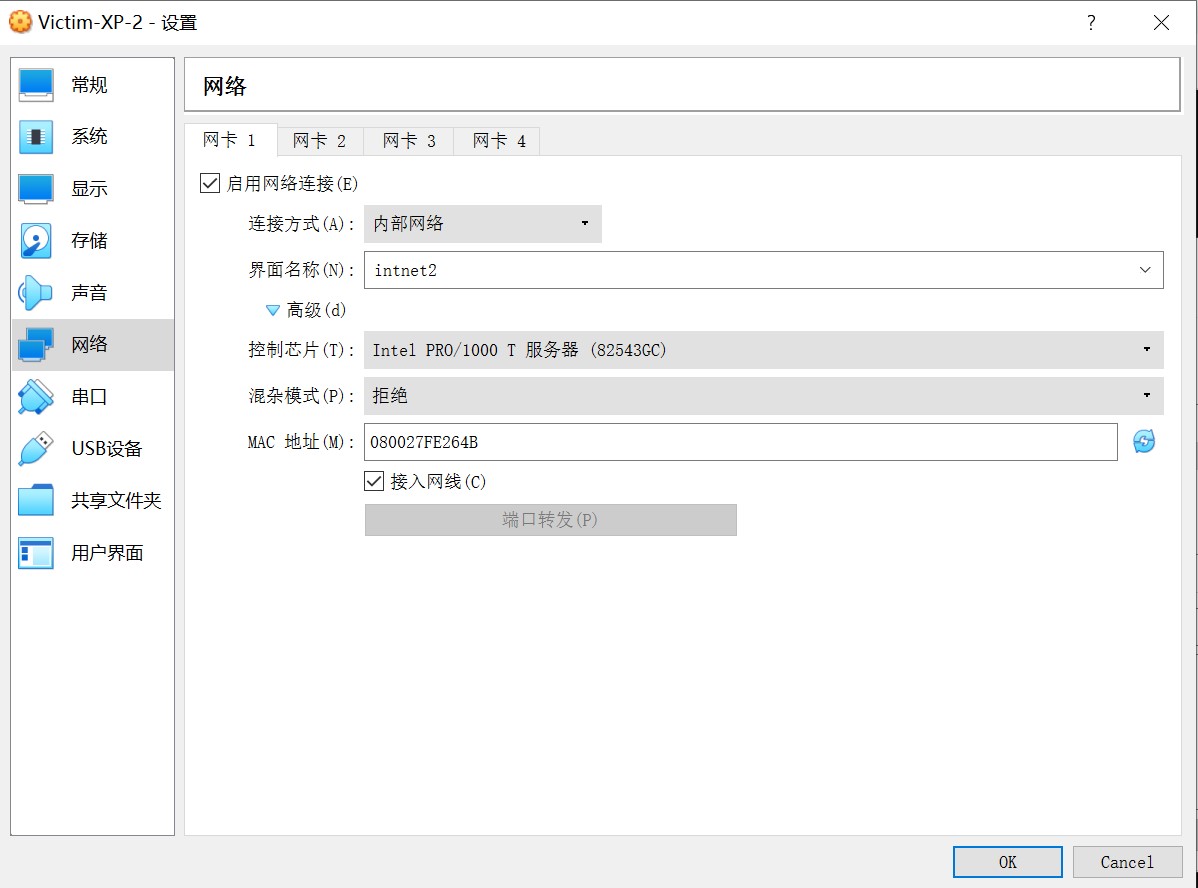 Victim-XP-2 - 设置
?
常规
系统
显示
存储
声音
网络
串口
USB设备
共享文件夹
用户界面
网络
网卡 1 网卡 2 网卡 3 网卡 4
启用网络连接(E)
连接方式(A): 内部网络
界面名称(N): intnet2
高级(d)
控制芯片(T): Intel PRO/1000 T 服务器 (82543GC)
混杂模式(P): 拒绝
MAC 地址(M): 080027FE264B
接入网线(C)
端口转发(P)
OK Cancel